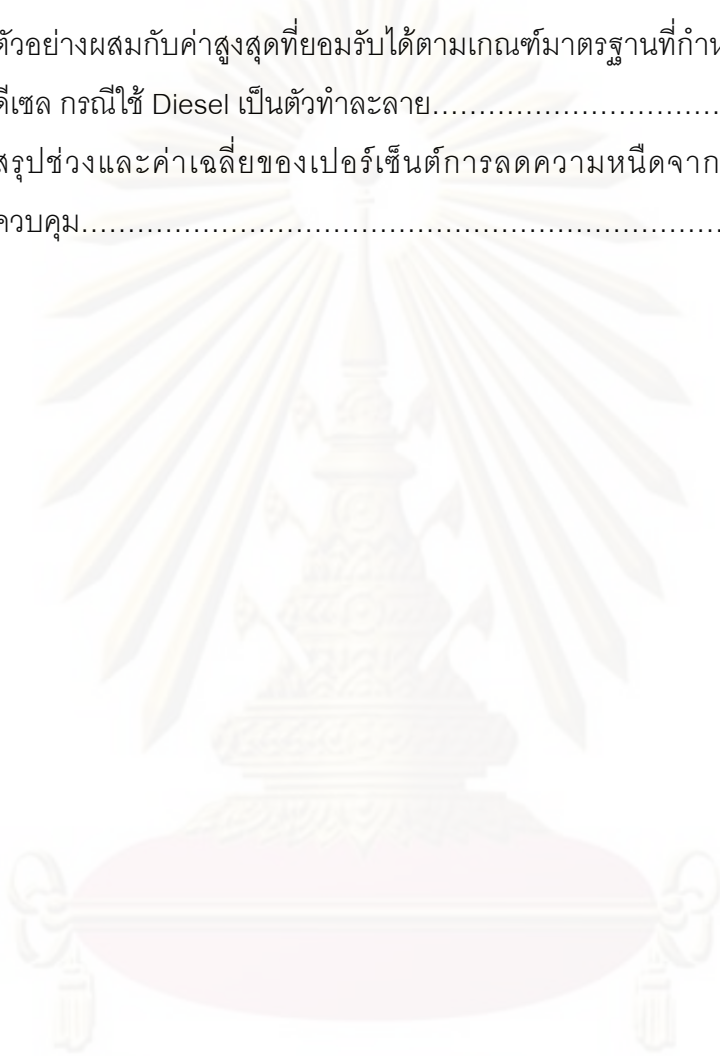 ตัวอย่างผสมกับค่าสูงสุดที่ยอมรับได้ตามเกณฑ์มาตรฐานที่กำ
ดีเซล กรณีใช้ Diesel เป็นตัวทำละลาย……………………………
สรุปช่วงและค่าเฉลี่ยของเปอร์เซ็นต์การลดความหนืดจาก
ควบคุม……………………………………………………………